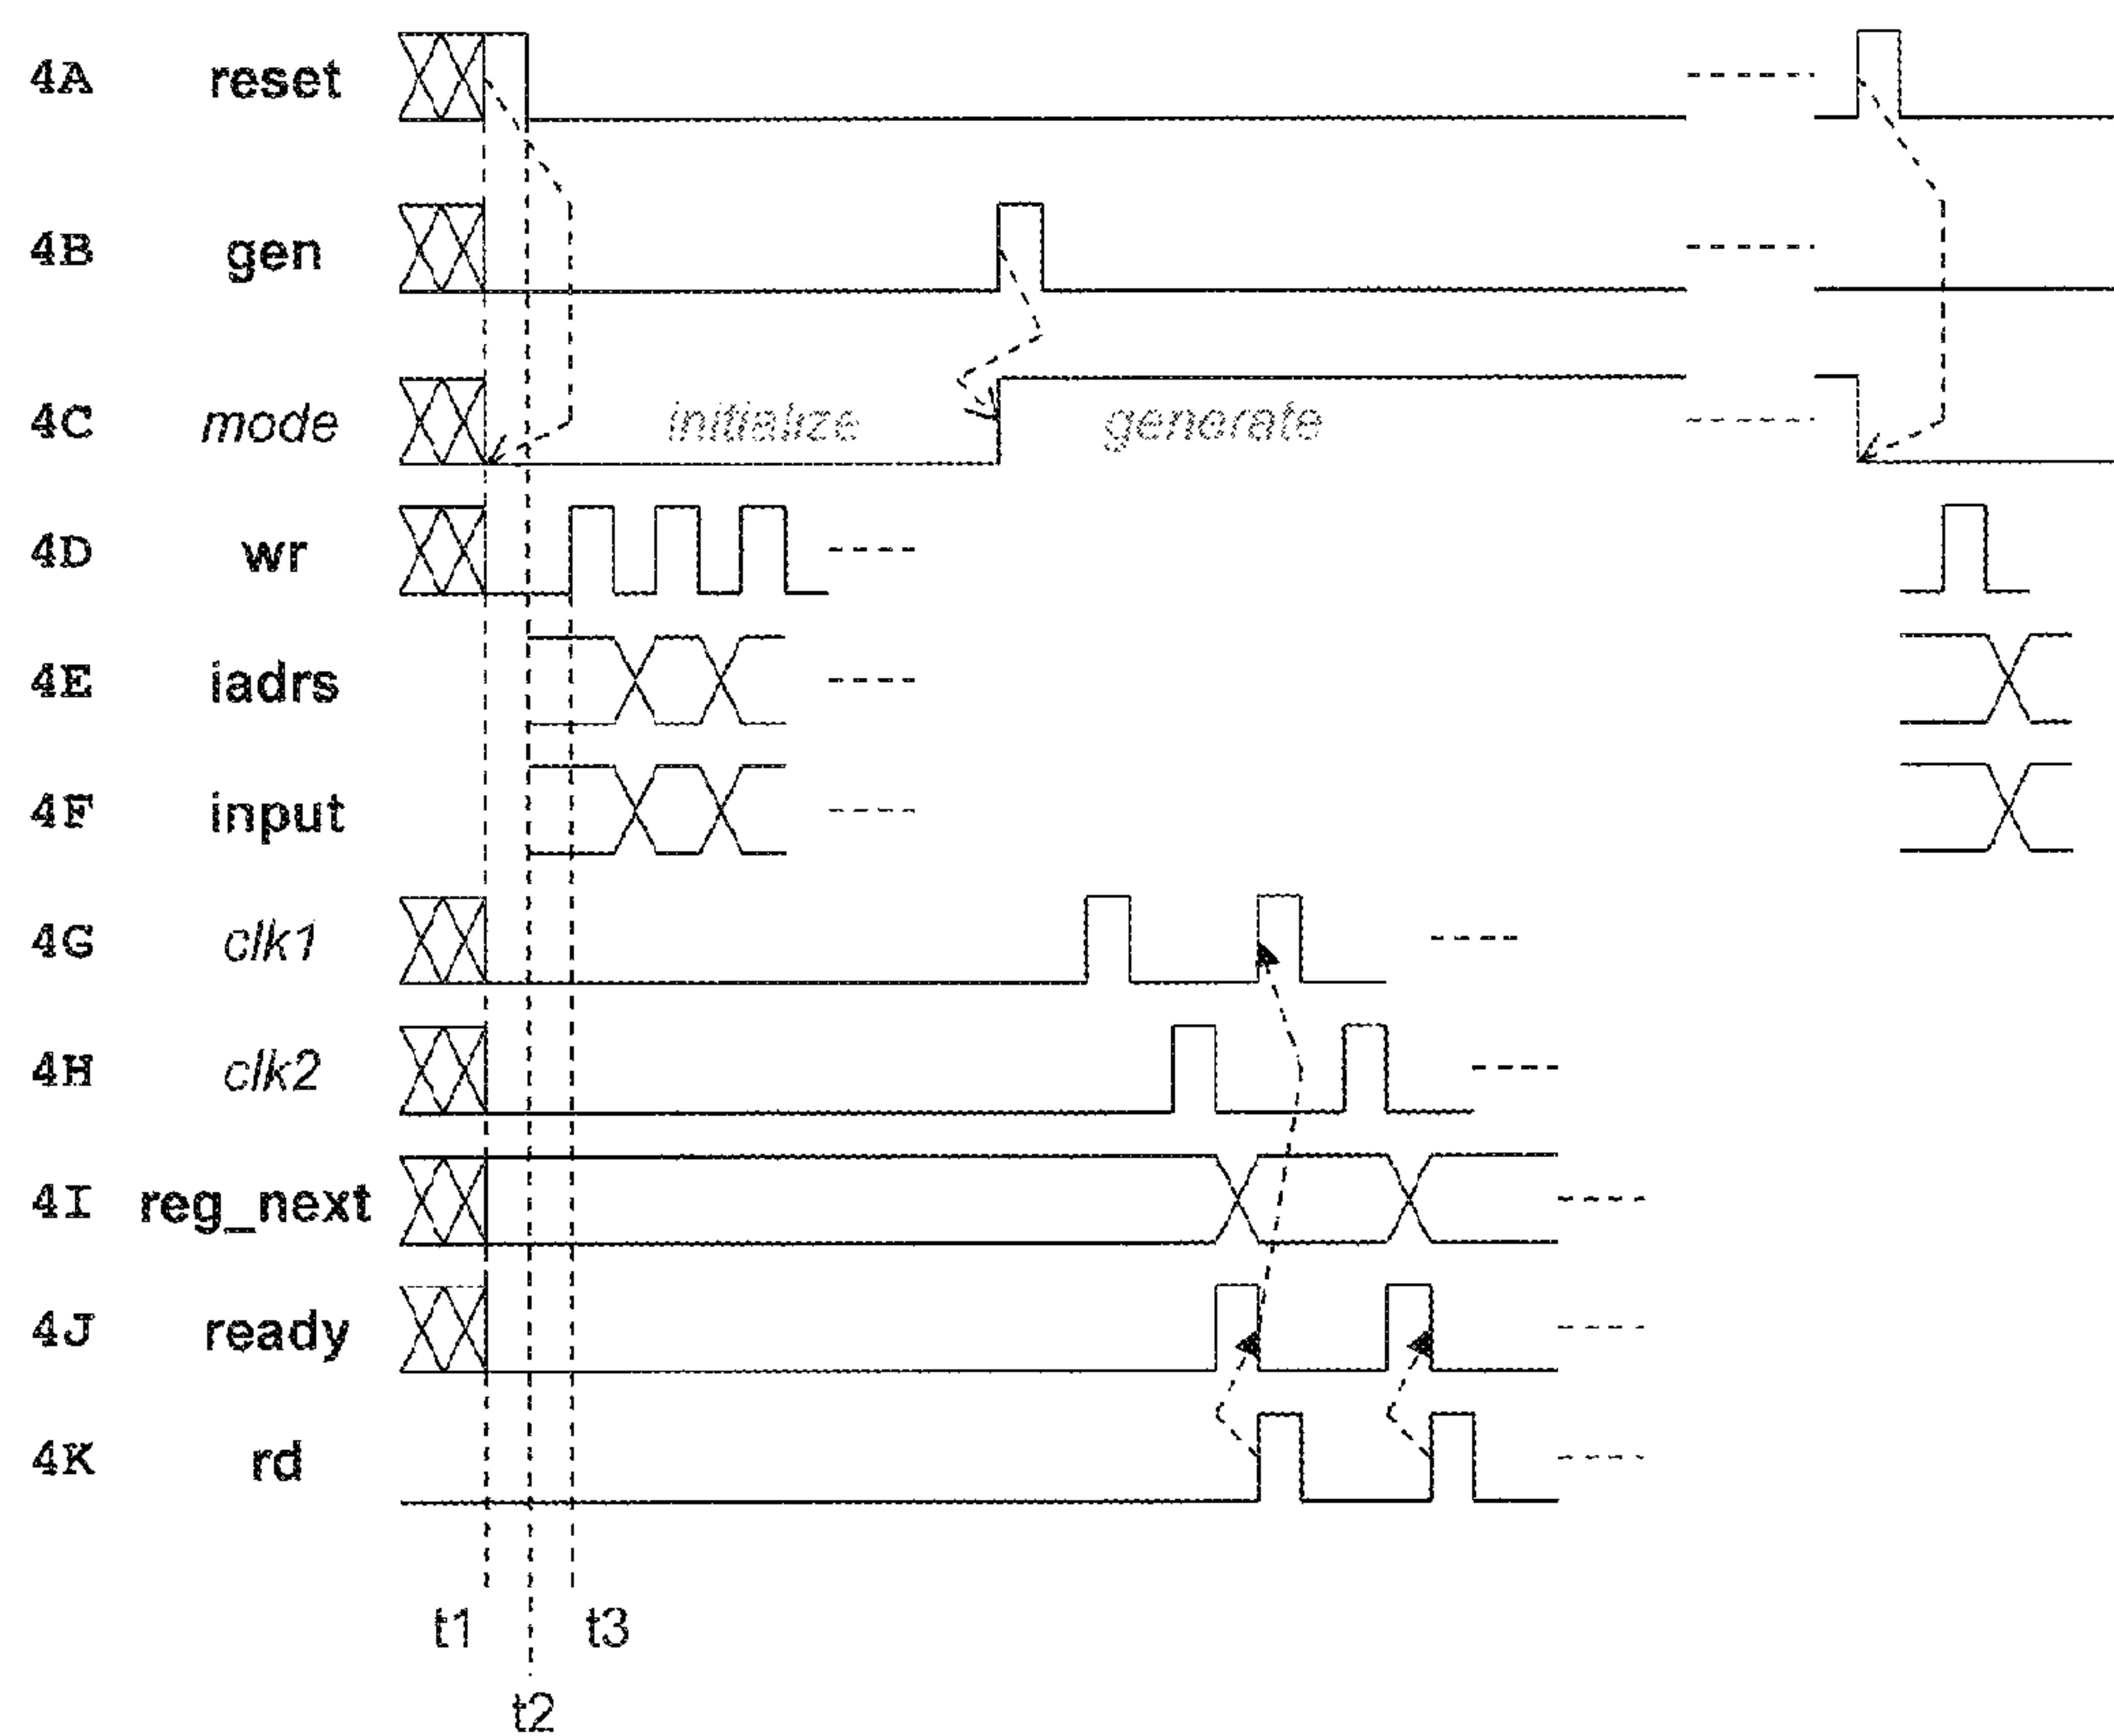 4A reset
4B gen
4C mode initialize generate
4D wr
4E iadrs
4F input
4G clk1
4H clk2
4I reg_next
4J ready
4K rd
t1 t3
t2